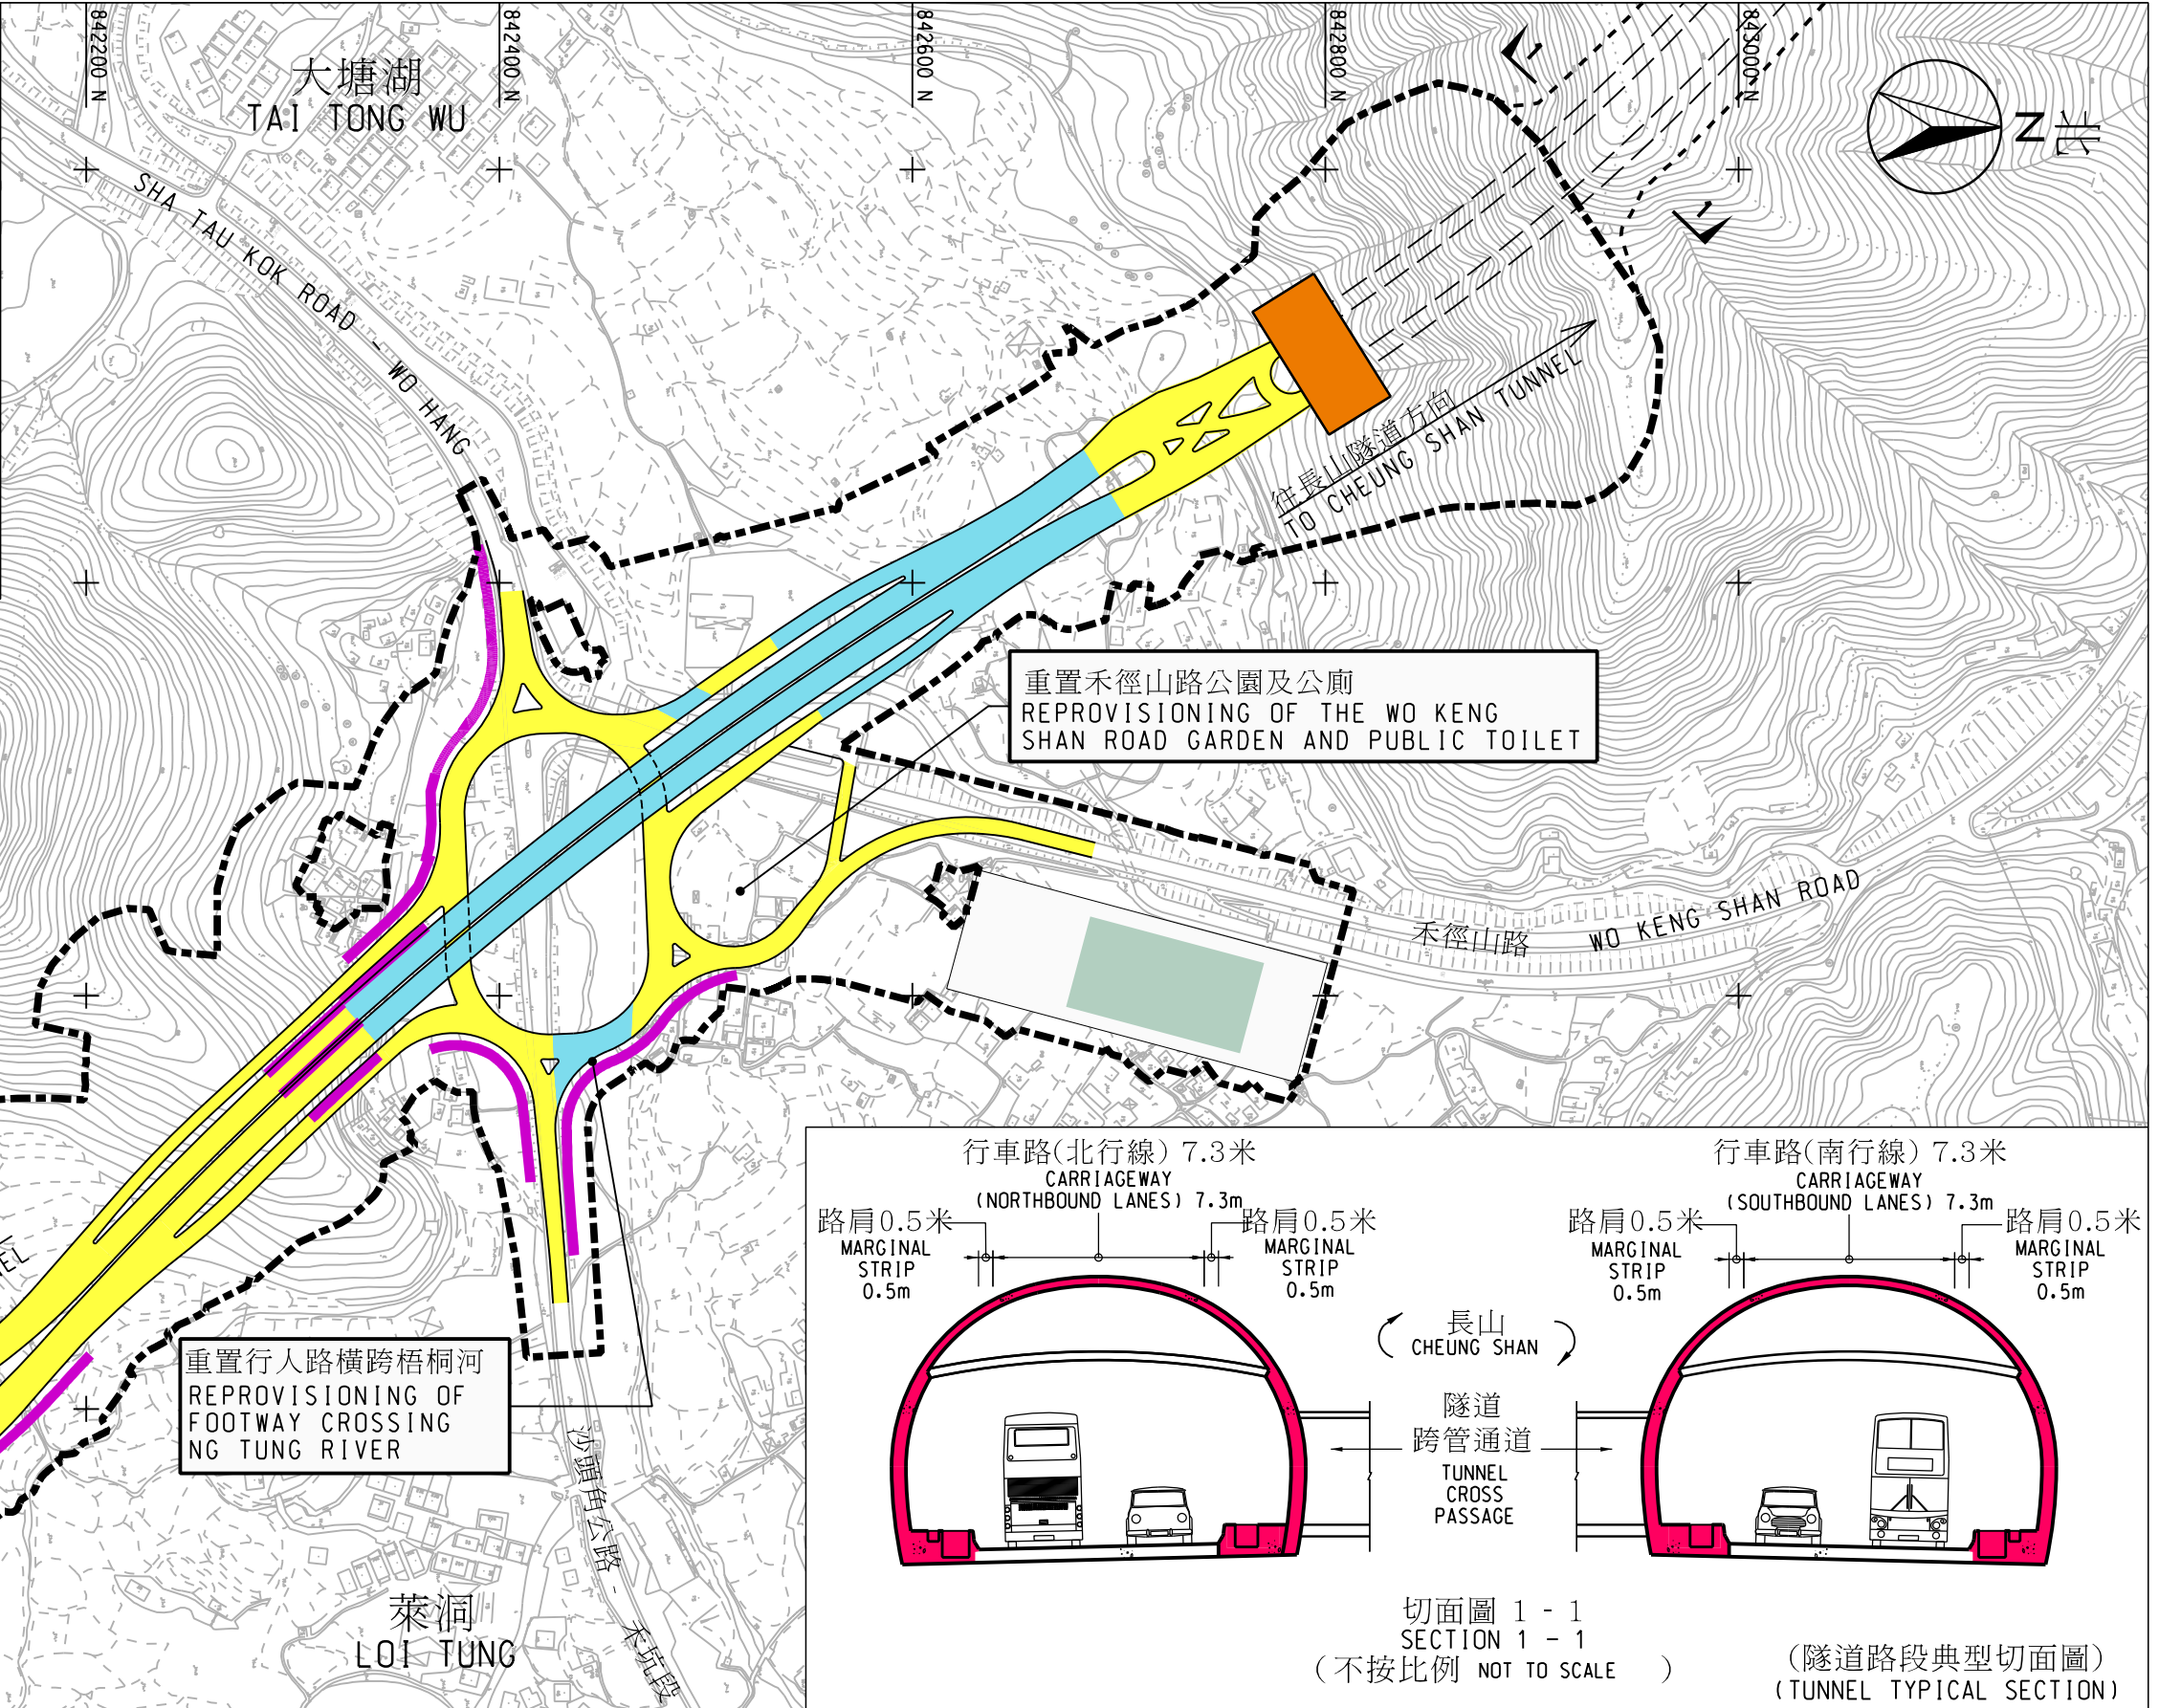 842200 N
842400 N
842600 N
842800 N
843000 N
大塘湖
TAI TONG WU
N 北
SHA TAU KOK ROAD - WO HANG
1
1
往長山隧道方向
TO CHEUNG SHAN TUNNEL
重置禾徑山路公園及公廁
REPROVISIONING OF THE WO KENG
SHAN ROAD GARDEN AND PUBLIC TOILET
禾徑山路 WO KENG SHAN ROAD
重置行人路橫跨梧桐河
REPROVISIONING OF
FOOTWAY CROSSING
NG TUNG RIVER
沙頭角公路 - 禾坑段
萊洞
LOI TUNG
行車路(北行線) 7.3米
CARRIAGEWAY
(NORTHBOUND LANES) 7.3m
路肩0.5米
MARGINAL
STRIP
0.5m
路肩0.5米
MARGINAL
STRIP
0.5m
行車路(南行線) 7.3米
CARRIAGEWAY
(SOUTHBOUND LANES) 7.3m
路肩0.5米
MARGINAL
STRIP
0.5m
路肩0.5米
MARGINAL
STRIP
0.5m
長山
CHEUNG SHAN
隧道
跨管通道
TUNNEL
CROSS
PASSAGE
切面圖 1 - 1
SECTION 1 - 1
(不按比例 NOT TO SCALE )
(隧道路段典型切面圖)
(TUNNEL TYPICAL SECTION)